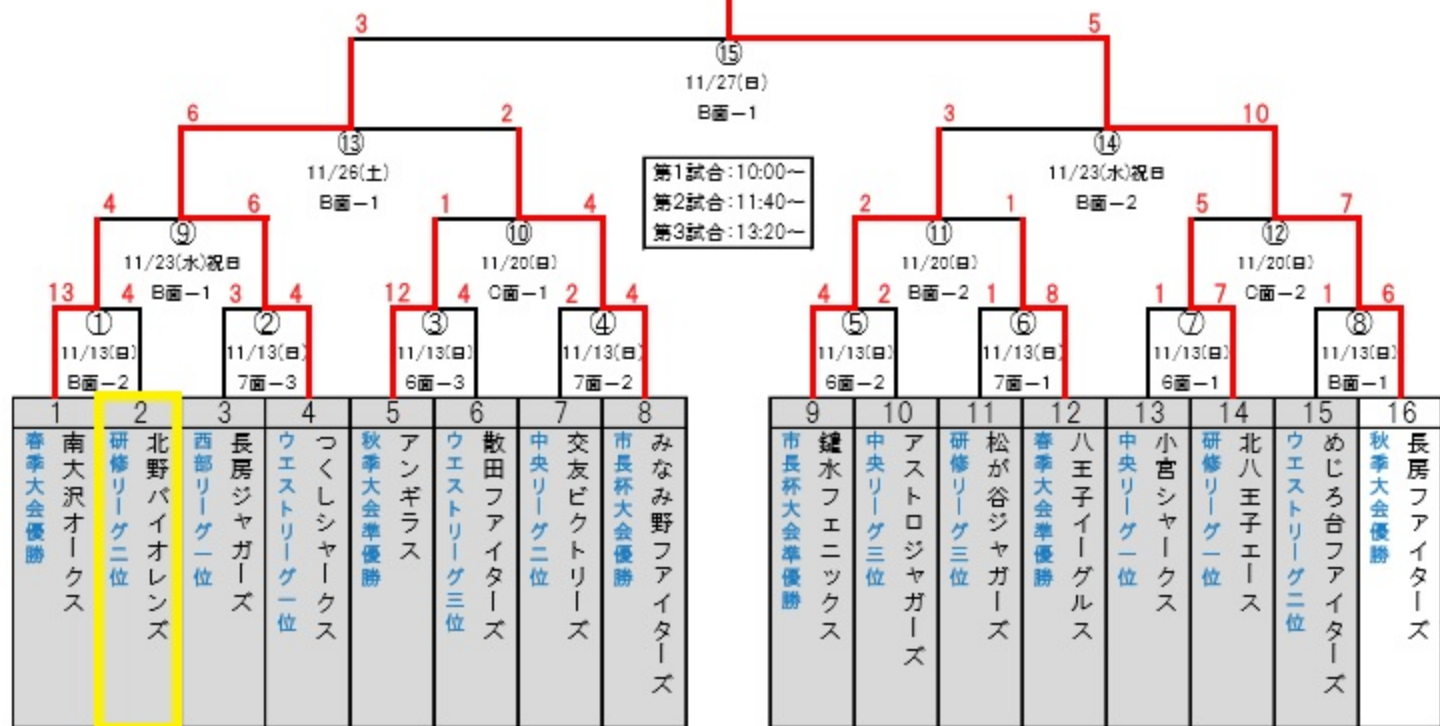 3
5
⑮
11/27(日)
B面－1
6
2
3
10
⑬
11/26(土)
B面－1
⑭
11/23(水)祝日
B面－2
第1試合:10:00～
第2試合:11:40～
第3試合:13:20～
4
6
1
4
2
1
5
7
⑨
11/23(水)祝日
B面－1
⑩
11/20(日)
C面－1
⑪
11/20(日)
B面－2
⑫
11/20(日)
C面－2
13
4
3
4
12
4
2
4
4
2
1
8
1
7
1
6
①
11/13(日)
B面－2
②
11/13(日)
7面－3
③
11/13(日)
6面－3
④
11/13(日)
7面－2
⑤
11/13(日)
6面－2
⑥
11/13(日)
7面－1
⑦
11/13(日)
6面－1
⑧
11/13(日)
B面－1
1
南大沢オークス
春季大会優勝
2
北野パイオレンズ
研修リーグ二位
3
長房ジャガーズ
西部リーグ一位
4
つくしシャークス
ウエストリーグ一位
5
アンギラス
秋季大会準優勝
6
散田ファイターズ
ウエストリーグ三位
7
交友ビクトリーズ
中央リーグ二位
8
みなみ野ファイターズ
市長杯大会優勝
9
鑓水フェニックス
市長杯大会準優勝
10
アストロジャガーズ
中央リーグ三位
11
松が谷ジャガーズ
研修リーグ三位
12
八王子イーグルス
春季大会準優勝
13
小宮シャークス
中央リーグ一位
14
北八王子エース
研修リーグ一位
15
めじろ台ファイターズ
ウエストリーグ二位
16
長房ファイターズ
秋季大会優勝